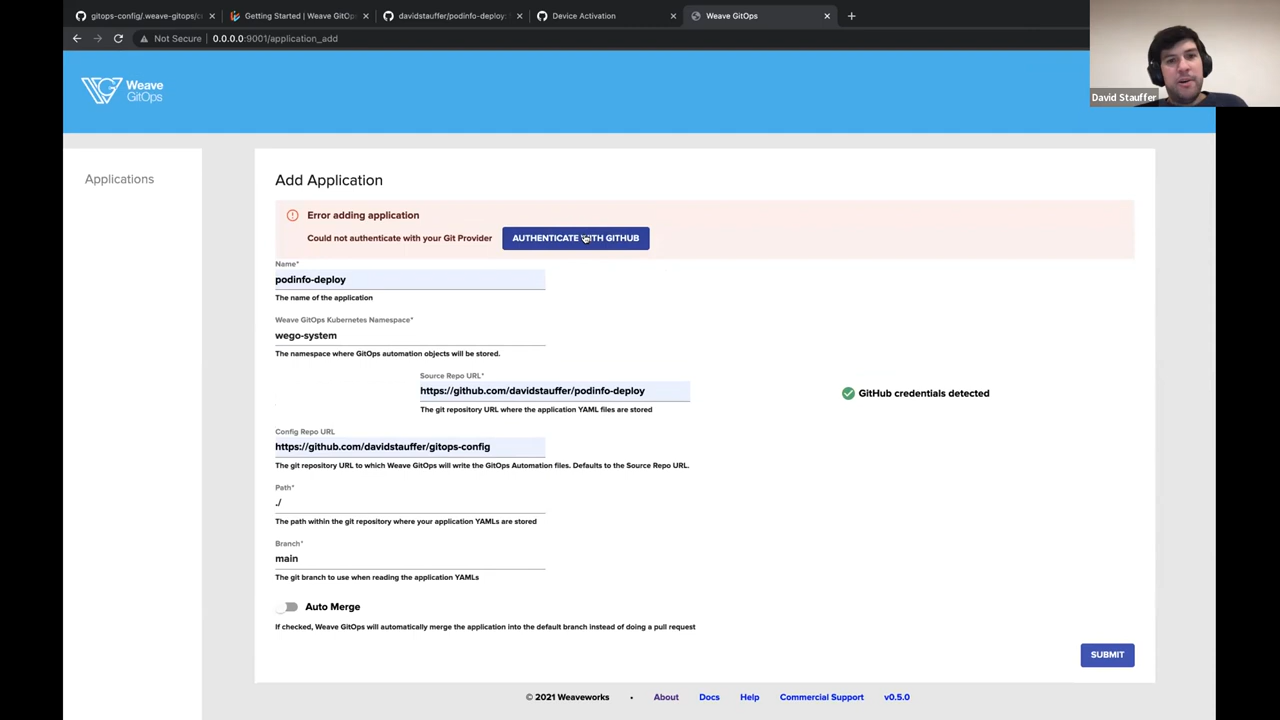 gitops-config/.weave-gitops/c
Getting Started | Weave GitOp
davidstauffer/podinfo-deploy:
Device Activation
Weave GitOps
Not Secure
0.0.0.0:9001/application_add
Weave
GitOps
David Stauffer
Applications
Add Application
Error adding application
Could not authenticate with your Git Provider
AUTHENTICATE WITH GITHUB
Name*
podinfo-deploy
The name of the application
Weave GitOps Kubernetes Namespace*
wego-system
The namespace where GitOps automation objects will be stored.
Source Repo URL*
https://github.com/davidstauffer/podinfo-deploy
GitHub credentials detected
The git repository URL where the application YAML files are stored
Config Repo URL
https://github.com/davidstauffer/gitops-config
The git repository URL to which Weave GitOps will write the GitOps Automation files. Defaults to the Source Repo URL.
Path*
./
The path within the git repository where your application YAMLs are stored
Branch*
main
The git branch to use when reading the application YAMLs
Auto Merge
If checked, Weave GitOps will automatically merge the application into the default branch instead of doing a pull request
SUBMIT
© 2021 Weaveworks • About Docs Help Commercial Support v0.5.0